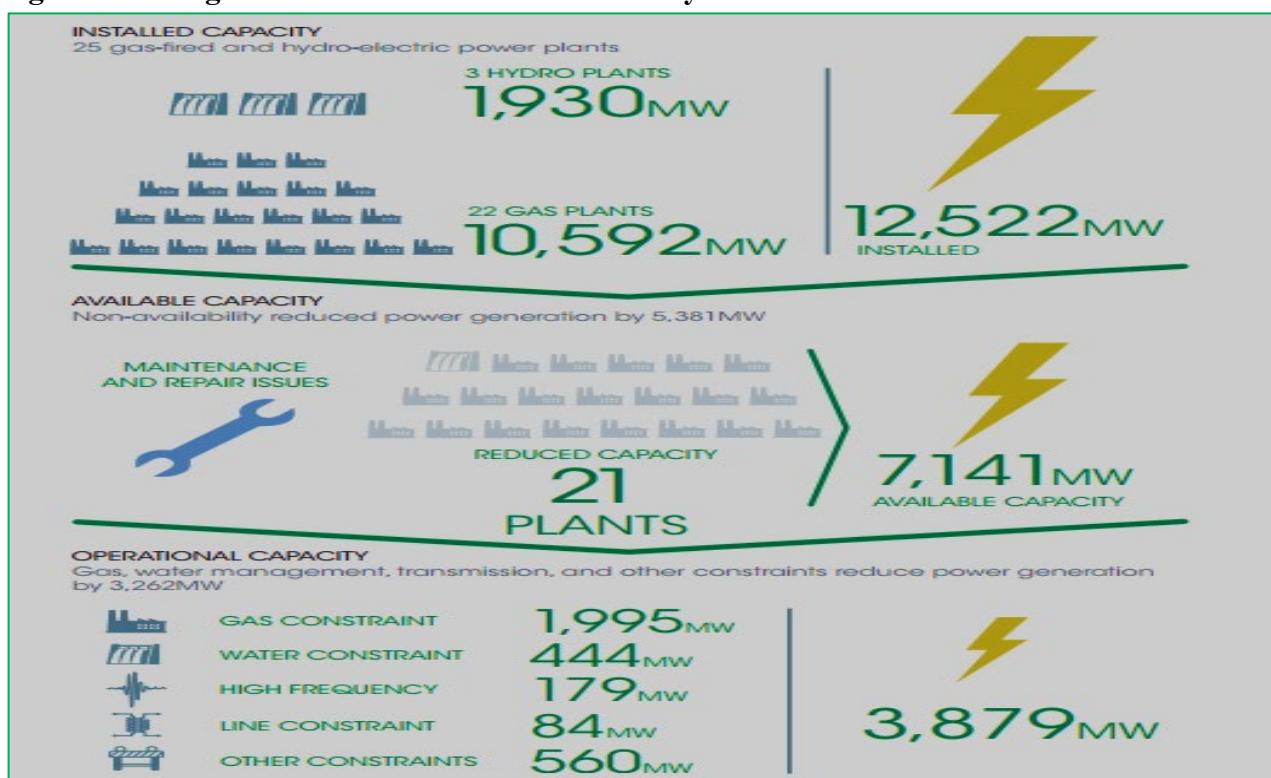 INSTALLED CAPACITY
25 gas-fired and hydro-electric power plants
3 HYDRO PLANTS
1,930MW
22 GAS PLANTS
10,592MW
12,522MW
INSTALLED
AVAILABLE CAPACITY
Non-availability reduced power generation by 5,381MW
MAINTENANCE
AND REPAIR ISSUES
REDUCED CAPACITY
21
PLANTS
7,141MW
AVAILABLE CAPACITY
OPERATIONAL CAPACITY
Gas, water management, transmission, and other constraints reduce power generation
by 3,262MW
GAS CONSTRAINT 1,995MW
WATER CONSTRAINT 444MW
HIGH FREQUENCY 179MW
LINE CONSTRAINT 84MW
OTHER CONSTRAINTS 560MW
3,879MW